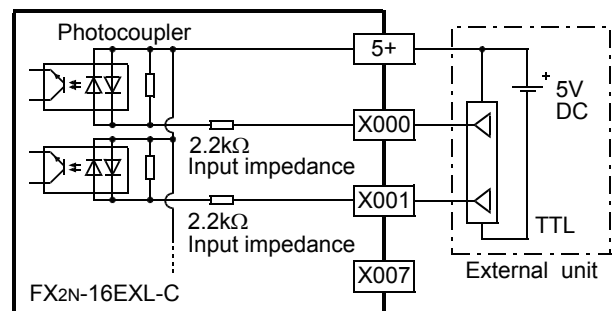 Photocoupler
5+
+
5V
DC
X000
2.2kΩ
Input impedance
X001
2.2kΩ
Input impedance
TTL
X007
External unit
FX2N-16EXL-C